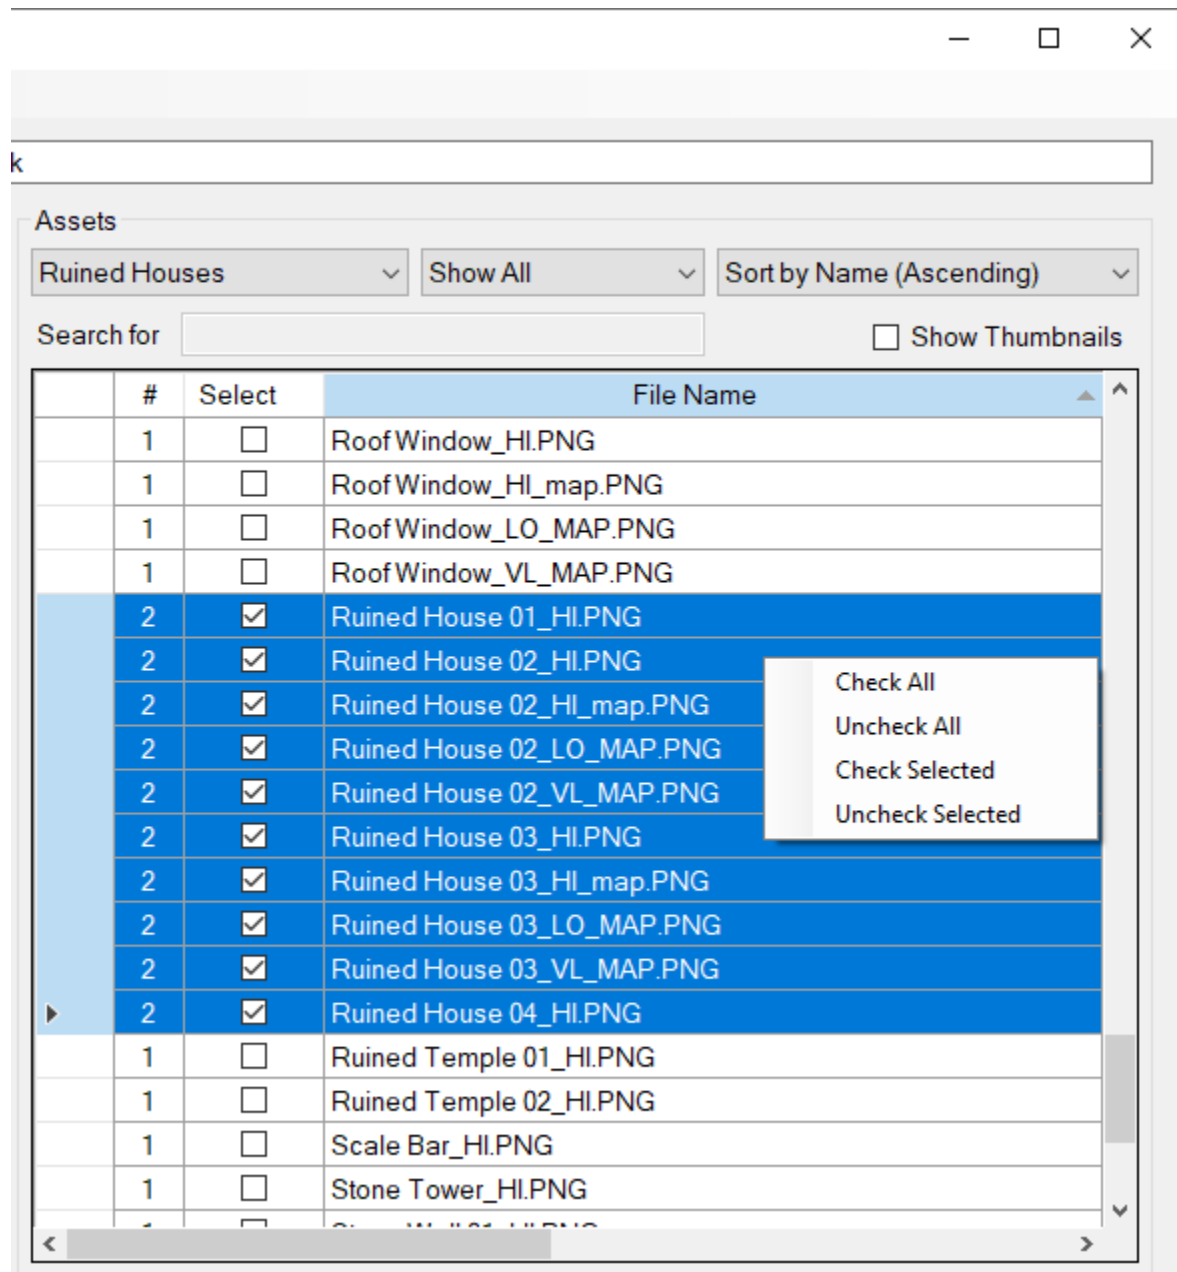 k
Assets
Ruined Houses Show All Sort by Name (Ascending)
Search for Show Thumbnails
# Select File Name
1 Roof Window_HI.PNG
1 Roof Window_HI_map.PNG
1 Roof Window_LO_MAP.PNG
1 Roof Window_VL_MAP.PNG
2 Ruined House 01_HI.PNG
2 Ruined House 02_HI.PNG
2 Ruined House 02_HI_map.PNG
2 Ruined House 02_LO_MAP.PNG
2 Ruined House 02_VL_MAP.PNG
2 Ruined House 03_HI.PNG
2 Ruined House 03_HI_map.PNG
2 Ruined House 03_LO_MAP.PNG
2 Ruined House 03_VL_MAP.PNG
2 Ruined House 04_HI.PNG
1 Ruined Temple 01_HI.PNG
1 Ruined Temple 02_HI.PNG
1 Scale Bar_HI.PNG
1 Stone Tower_HI.PNG
Check All
Uncheck All
Check Selected
Uncheck Selected